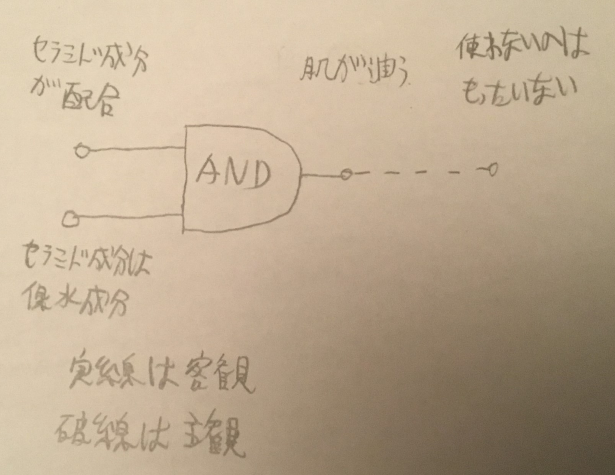 セラミド成分
が配合
肌が潤う
使わないのは
もったいない
AND
セラミド成分は
保水成分
実線は客観
破線は主観